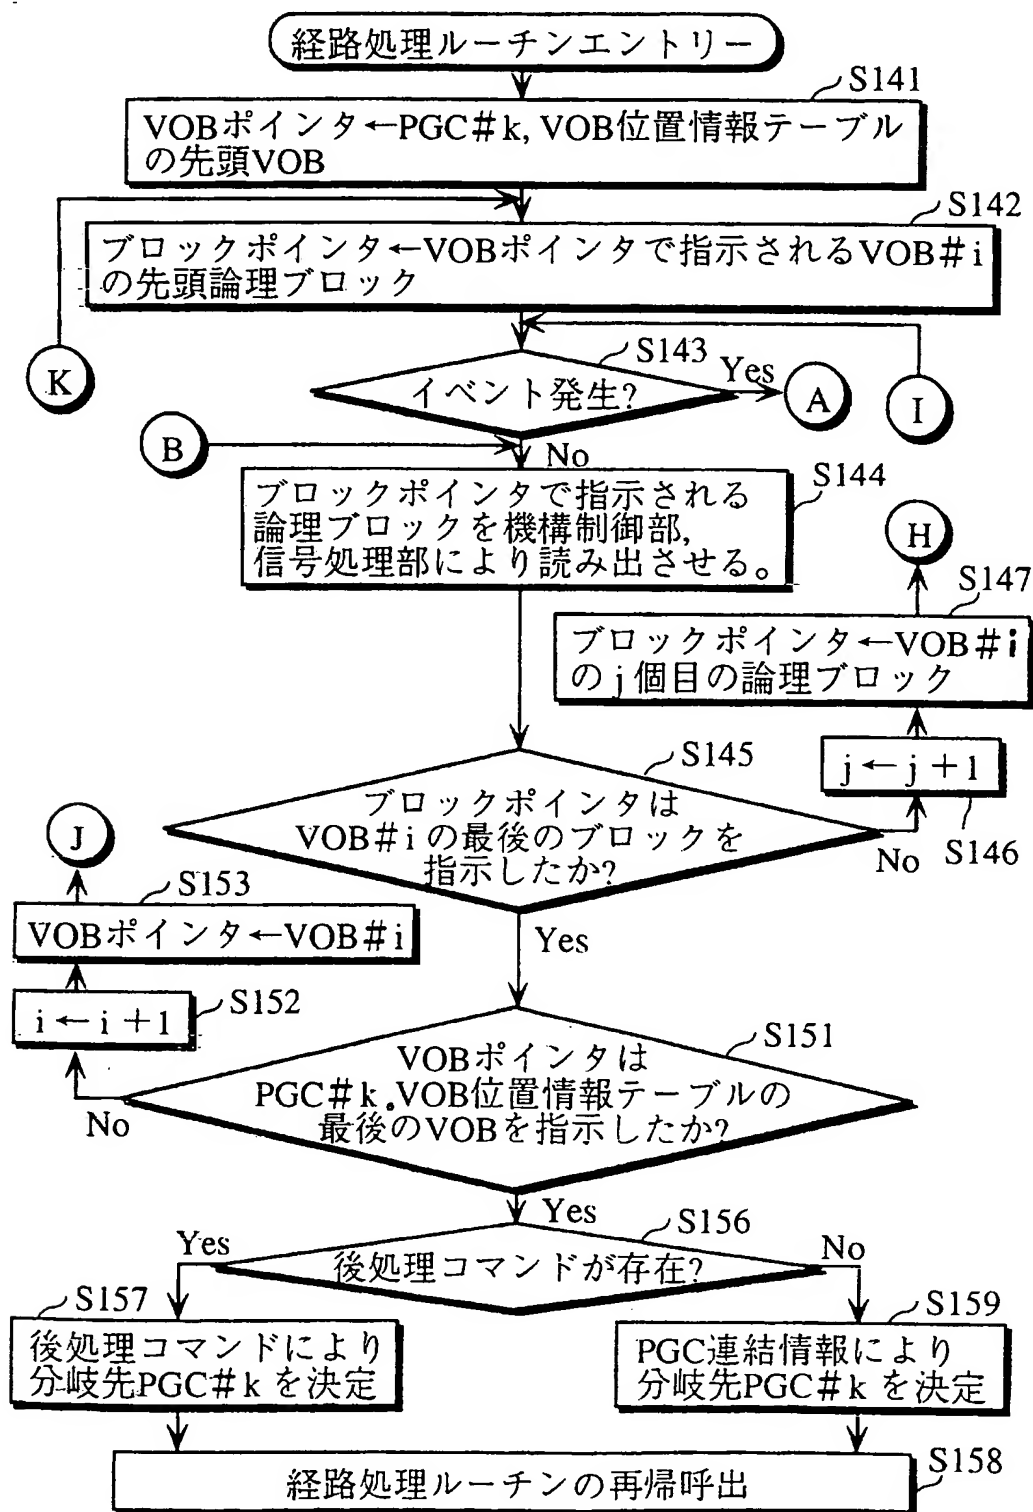 経路処理ルーチンエントリー
S141
VOBポインタ←PGC#k, VOB位置情報テーブル
の先頭VOB
S142
ブロックポインタ←VOBポインタで指示されるVOB#i
の先頭論理ブロック
K
S143
イベント発生?
Yes
A
I
B
No
S144
ブロックポインタで指示される
論理ブロックを機構制御部,
信号処理部により読み出させる。
H
S147
ブロックポインタ←VOB#i
のj個目の論理ブロック
j←j+1
S146
S145
ブロックポインタは
VOB#iの最後のブロックを
指示したか?
No
Yes
J
S153
VOBポインタ←VOB#i
S152
i←i+1
No
S151
VOBポインタは
PGC#k.VOB位置情報テーブルの
最後のVOBを指示したか?
Yes
S156
後処理コマンドが存在?
Yes
No
S157
後処理コマンドにより
分岐先PGC#kを決定
S159
PGC連結情報により
分岐先PGC#kを決定
S158
経路処理ルーチンの再帰呼出